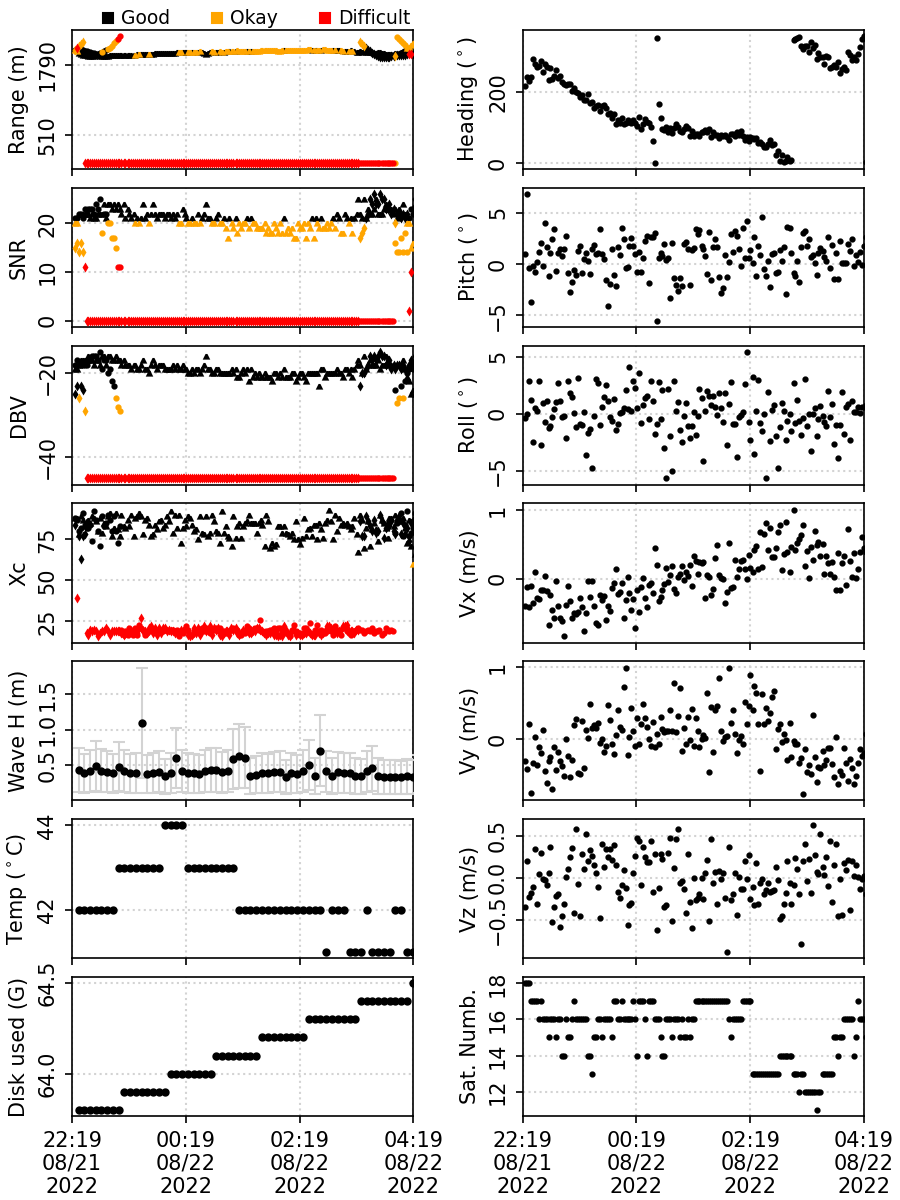 Good Okay Difficult
Range (m)
1790
510
Heading (°)
200
0
SNR
20
10
0
Pitch (°)
5
0
−5
DBV
−20
−40
Roll (°)
5
0
−5
Xc
75
50
25
Vx (m/s)
1
0
Wave H (m)
1.5
1.0
0.5
Vy (m/s)
1
0
Temp (°C)
44
42
Vz (m/s)
0.5
0.0
−0.5
Disk used (G)
64.5
64.0
Sat. Numb.
18
16
14
12
22:19 00:19 02:19 04:19 22:19 00:19 02:19 04:19
08/21 08/22 08/22 08/22 08/21 08/22 08/22 08/22
2022 2022 2022 2022 2022 2022 2022 2022